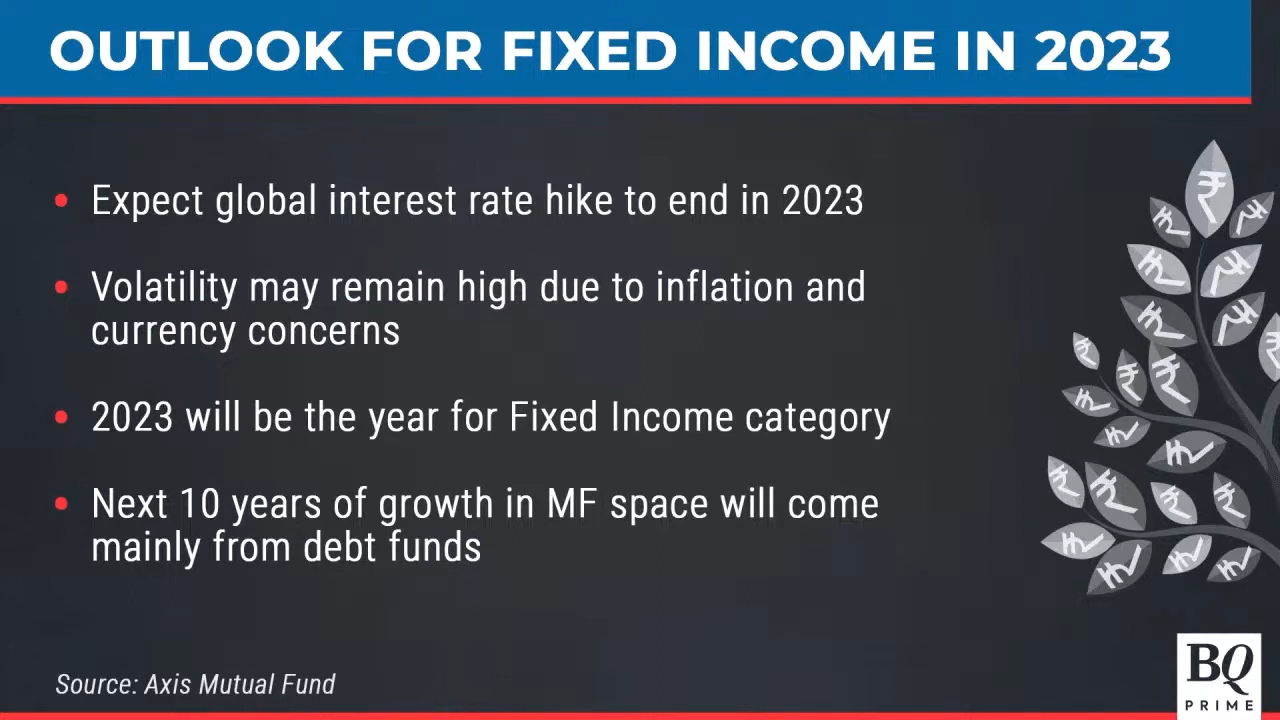 OUTLOOK FOR FIXED INCOME IN 2023
• Expect global interest rate hike to end in 2023
• Volatility may remain high due to inflation and
currency concerns
• 2023 will be the year for Fixed Income category
• Next 10 years of growth in MF space will come
mainly from debt funds
Source: Axis Mutual Fund
BQ
PRIME